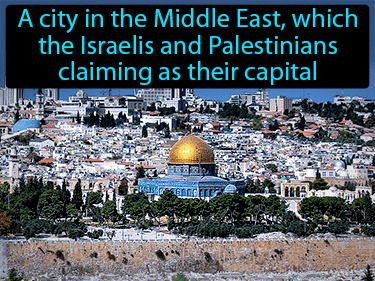 A city in the Middle East, which
the Israelis and Palestinians
claiming as their capital